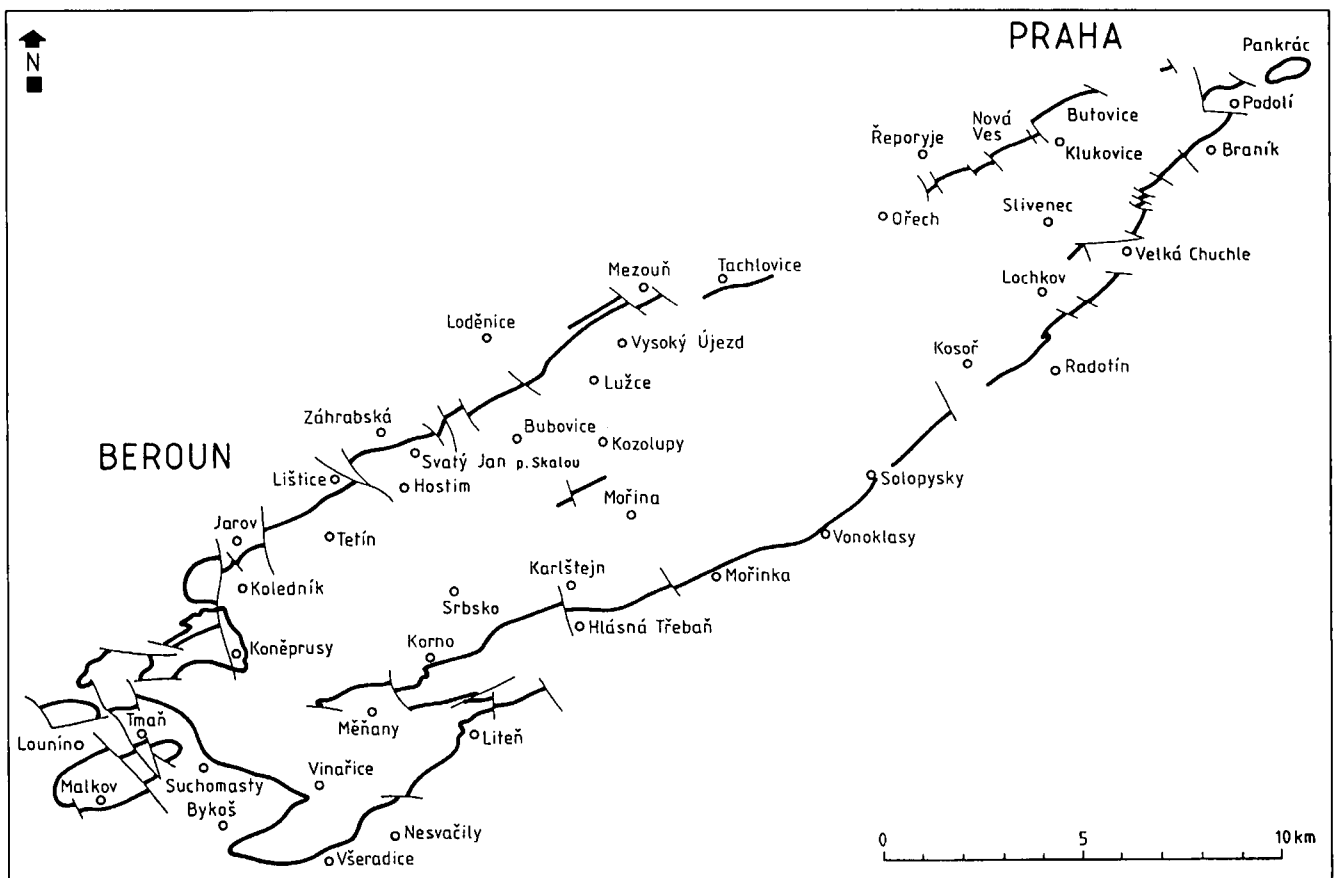 PRAHA
Pankrác
N
Podolí
Butovice
Nová
Ves
Řeporyje
Klukovice
Braník
Slivenec
Ořech
Velká Chuchle
Mezouň
Tachlovice
Lochkov
Loděnice
Vysoký Újezd
Kosoř
Radotín
Lužce
Záhrabská
Bubovice
Kozolupy
BEROUN
Svatý Jan p. Skalou
Lištice
Hostim
Solopysky
Mořina
Jarov
Tetín
Vonoklasy
Karlštejn
Mořinka
Koledník
Srbsko
Hlásná Třebaň
Koněprusy
Korno
Měňany
Tmaň
Liteň
Lounín
Vinařice
Suchomasty
Malkov
Bykoš
Nesvačily
Všeradice
0 5 10 km